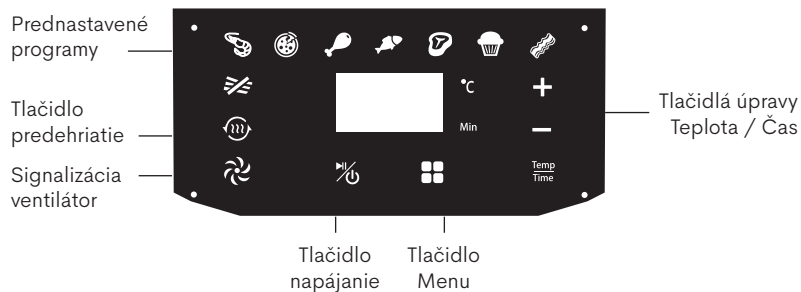 Prednastavené
programy
Tlačidlo
predehriatie
Signalizácia
ventilátor
°C
Min
Temp
Time
Tlačidlá úpravy
Teplota / Čas
Tlačidlo
napájanie
Tlačidlo
Menu